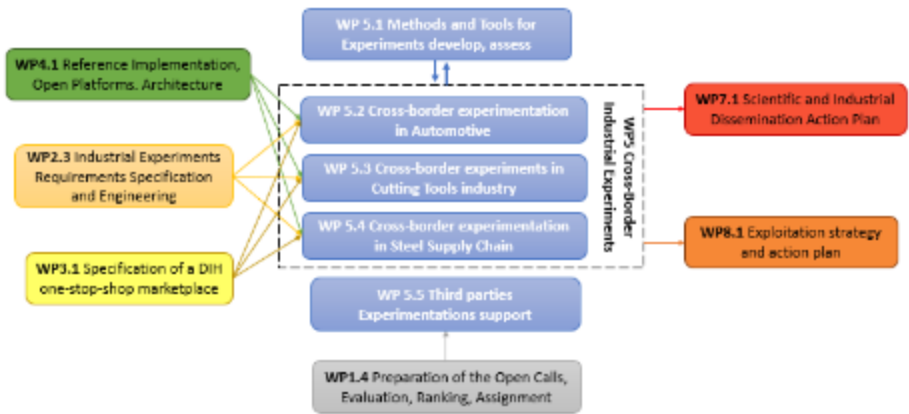 WP 5.1 Methods and Tools for
Experiments develop, assess
WP4.1 Reference Implementation,
Open Platforms. Architecture
WP2.3 Industrial Experiments
Requirements Specification
and Engineering
WP3.1 Specification of a DIH
one-stop-shop marketplace
WP 5.2 Cross-border experimentation
in Automotive
WP 5.3 Cross-border experiments in
Cutting Tools industry
WP 5.4 Cross-border experimentation
in Steel Supply Chain
WP5 Cross-Border
Industrial Experiments
WP7.1 Scientific and Industrial
Dissemination Action Plan
WP8.1 Exploitation strategy
and action plan
WP 5.5 Third parties
Experimentations support
WP1.4 Preparation of the Open Calls,
Evaluation, Ranking, Assignment